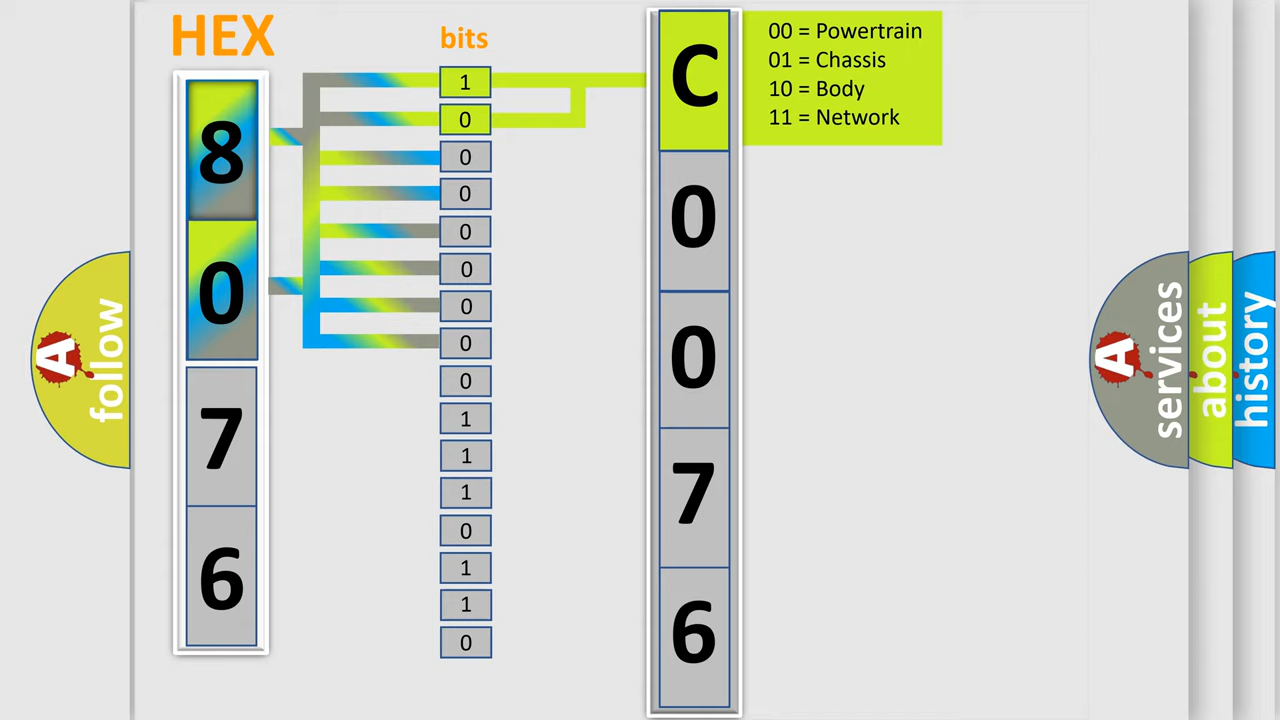 HEX
bits
8
0
7
6
1
0
0
0
0
0
0
0
0
1
1
1
0
1
1
0
C
0
0
7
6
00 = Powertrain
01 = Chassis
10 = Body
11 = Network
A
follow
A
services
about
history